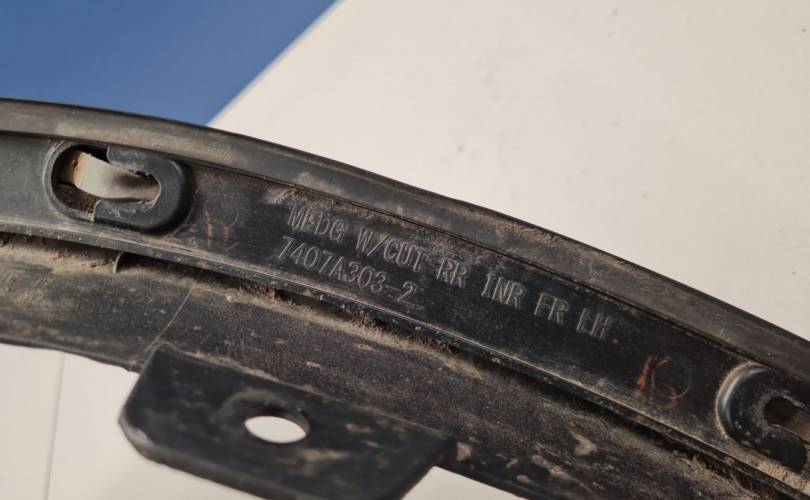 MLDG W/CUT RR INR FR LH
7407A303-2